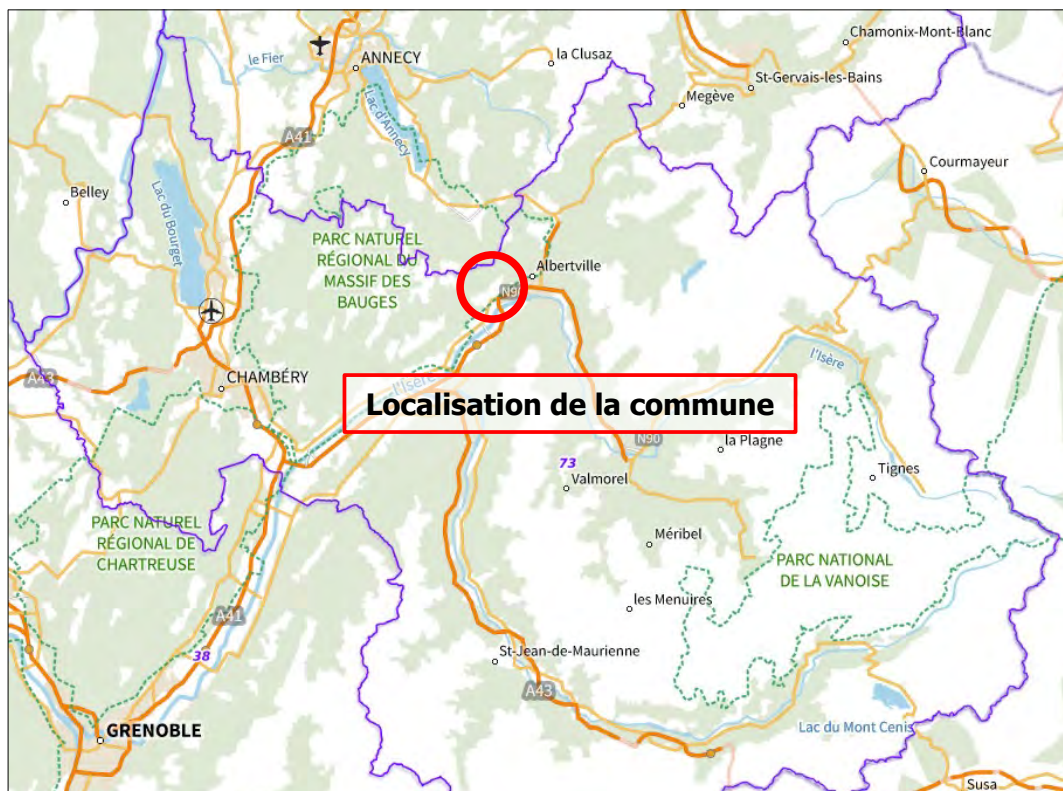 Chamonix-Mont-Blanc
le Fier
ANNECY
la Clusaz
St-Gervais-les-Bains
Megève
A41
Lac d'Annecy
Courmayeur
Belley
Lac du Bourget
PARC NATUREL
RÉGIONAL DU
MASSIF DES
BAUGES
Albertville
l'Isère
A43
CHAMBÉRY
l'Isère
Localisation de la commune
N90
la Plagne
73
Valmorel
Tignes
PARC NATUREL
RÉGIONAL DE
CHARTREUSE
Méribel
PARC NATIONAL
DE LA VANOISE
les Menuires
A41
38
St-Jean-de-Maurienne
A43
GRENOBLE
Lac du Mont Cenis
Susa